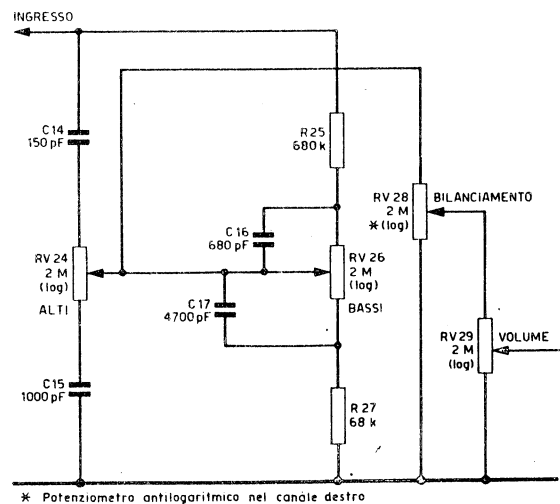 INGRESSO
C14
150 pF
R25
680 k
RV 28
2 M
* (log)
BILANCIAMENTO
C 16
680 pF
RV 24
2 M
(log)
ALTI
RV 26
2 M
(log)
BASSI
C 17
4700 pF
RV 29
2 M
(log)
VOLUME
C15
1000 pF
R 27
68 k
* Potenziometro antilogaritmico nel canale destro